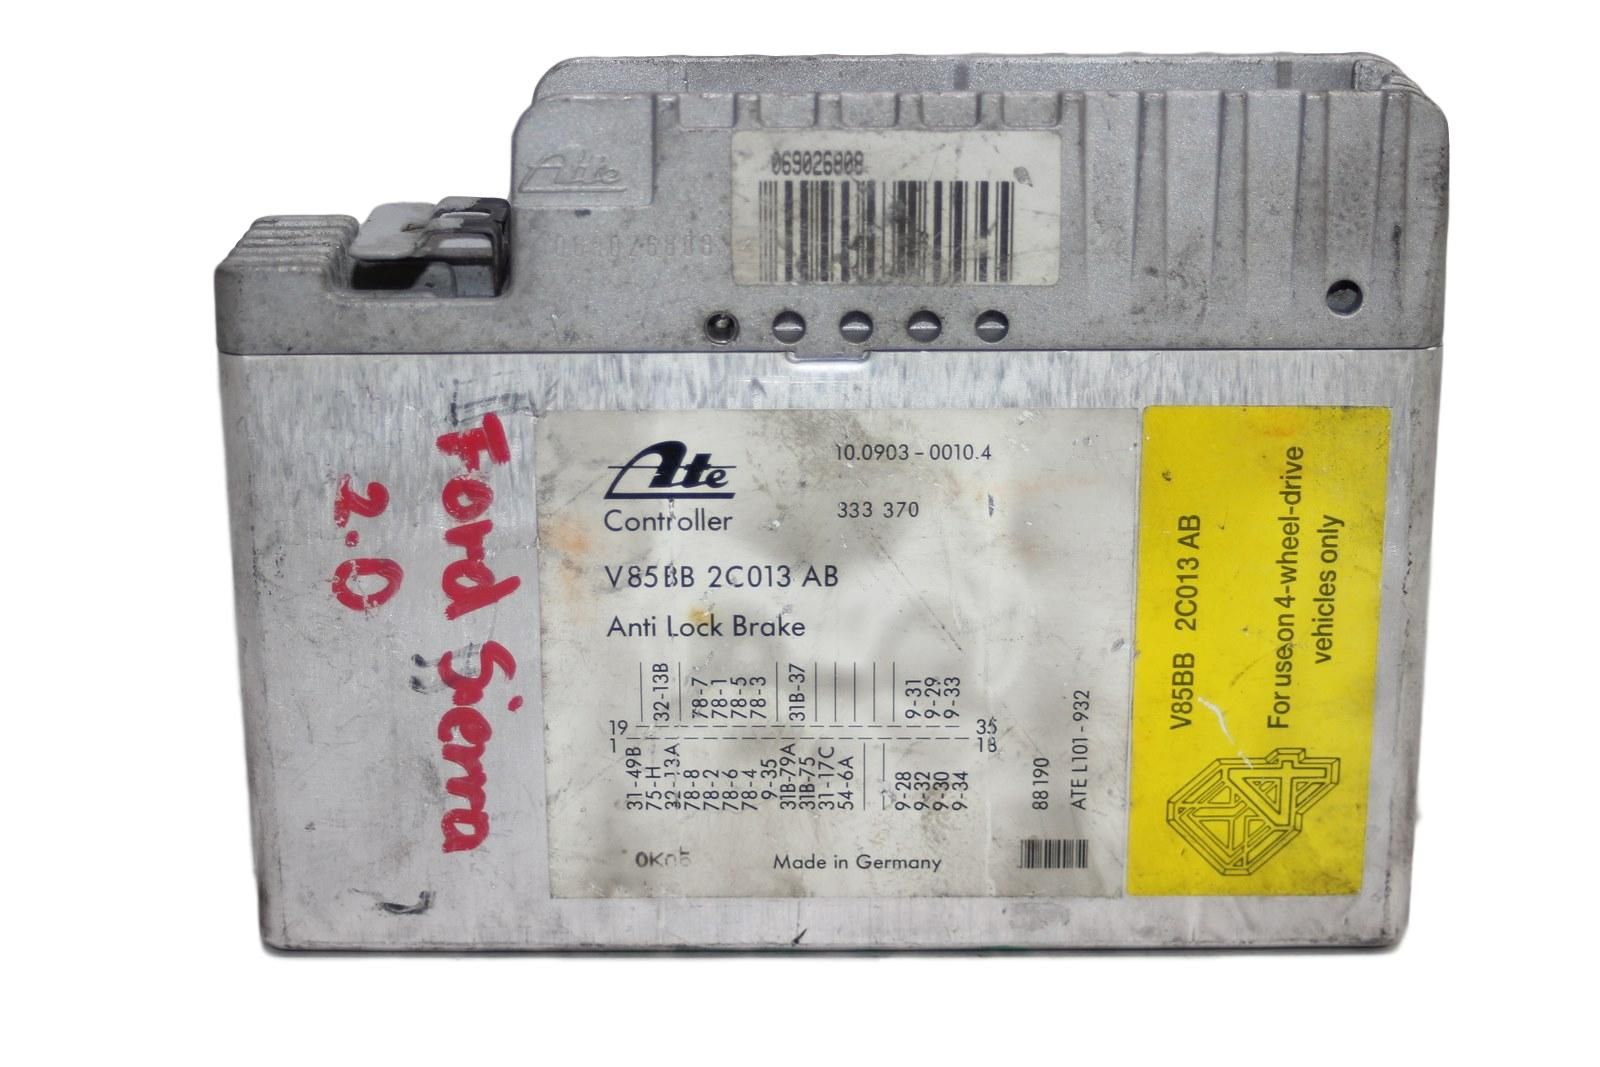 Ate
069026808
069026808
Ford Sierra
2.0
Ate
10.0903-0010.4
Controller
333 370
V85BB 2C013 AB
Anti Lock Brake
32-13B
78-7
78-1
78-5
78-3
31B-37
9-31
9-29
9-33
19
35
1
18
31-49B
75-H
32-13A
78-8
78-2
78-6
78-4
9-35
31B-79A
31B-75
31-17C
54-6A
9-28
9-32
9-30
9-34
88190
ATE L101-932
Made in Germany
V85BB 2C013 AB
For use on 4-wheel-drive
vehicles only
4